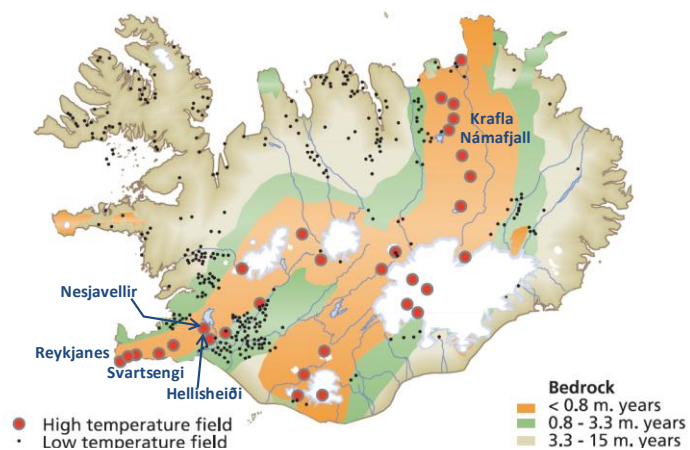 Krafla
Námafjall
Nesjavellir
Reykjanes
Svartsengi
Hellisheiði
High temperature field
Low temperature field
Bedrock
< 0.8 m. years
0.8 - 3.3 m. years
3.3 - 15 m. years